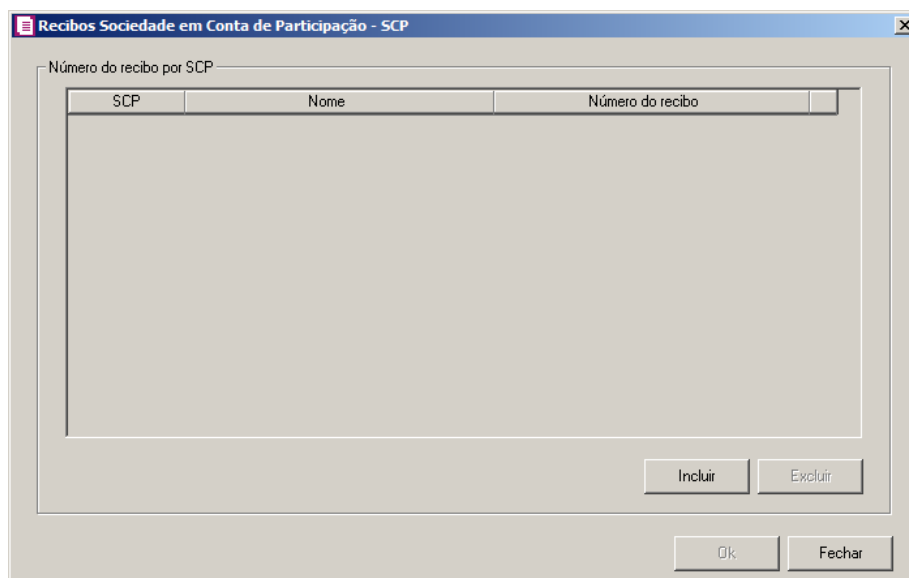 Recibos Sociedade em Conta de Participação - SCP
Número do recibo por SCP
SCP Nome Número do recibo
Incluir Excluir
Ok Fechar